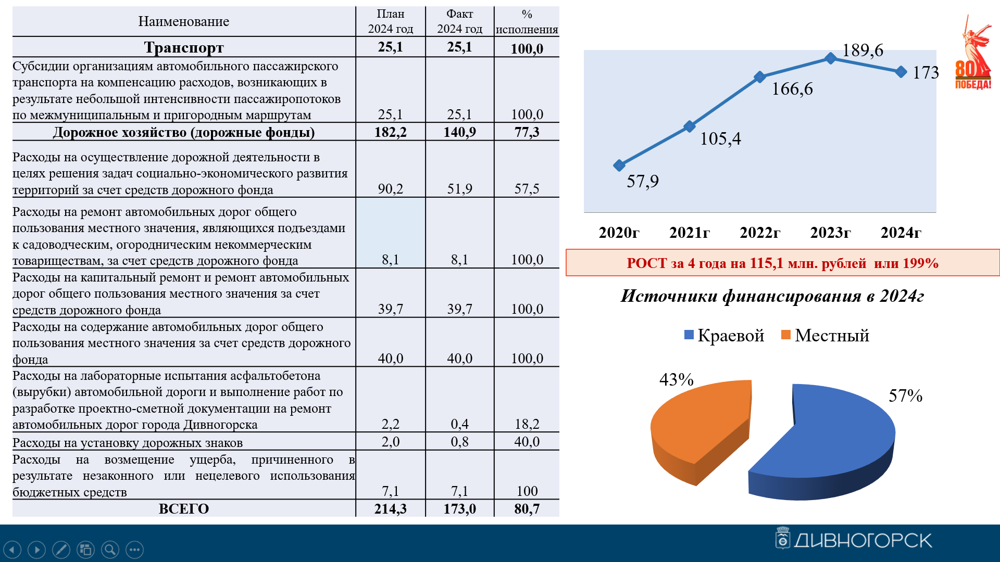 Наименование
План
2024 год
Факт
2024 год
%
исполнения
Транспорт 25,1 25,1 100,0
Субсидии организациям автомобильного пассажирского
транспорта на компенсацию расходов, возникающих в
результате небольшой интенсивности пассажиропотоков
по межмуниципальным и пригородным маршрутам 25,1 25,1 100,0
Дорожное хозяйство (дорожные фонды) 182,2 140,9 77,3
Расходы на осуществление дорожной деятельности в
целях решения задач социально-экономического развития
территорий за счет средств дорожного фонда 90,2 51,9 57,5
Расходы на ремонт автомобильных дорог общего
пользования местного значения, являющихся подъездами
к садоводческим, огородническим некоммерческим
товариществам, за счет средств дорожного фонда 8,1 8,1 100,0
Расходы на капитальный ремонт и ремонт автомобильных
дорог общего пользования местного значения за счет
средств дорожного фонда 39,7 39,7 100,0
Расходы на содержание автомобильных дорог общего
пользования местного значения за счет средств дорожного
фонда 40,0 40,0 100,0
Расходы на лабораторные испытания асфальтобетона
(вырубки) автомобильной дороги и выполнение работ по
разработке проектно-сметной документации на ремонт
автомобильных дорог города Дивногорска 2,2 0,4 18,2
Расходы на установку дорожных знаков 2,0 0,8 40,0
Расходы на возмещение ущерба, причиненного в
результате незаконного или нецелевого использования
бюджетных средств 7,1 7,1 100
ВСЕГО 214,3 173,0 80,7
189,6
173
166,6
105,4
57,9
2020г 2021г 2022г 2023г 2024г
80
ПОБЕДА!
РОСТ за 4 года на 115,1 млн. рублей или 199%
Источники финансирования в 2024г
Краевой Местный
43%
57%
ДИВНОГОРСК